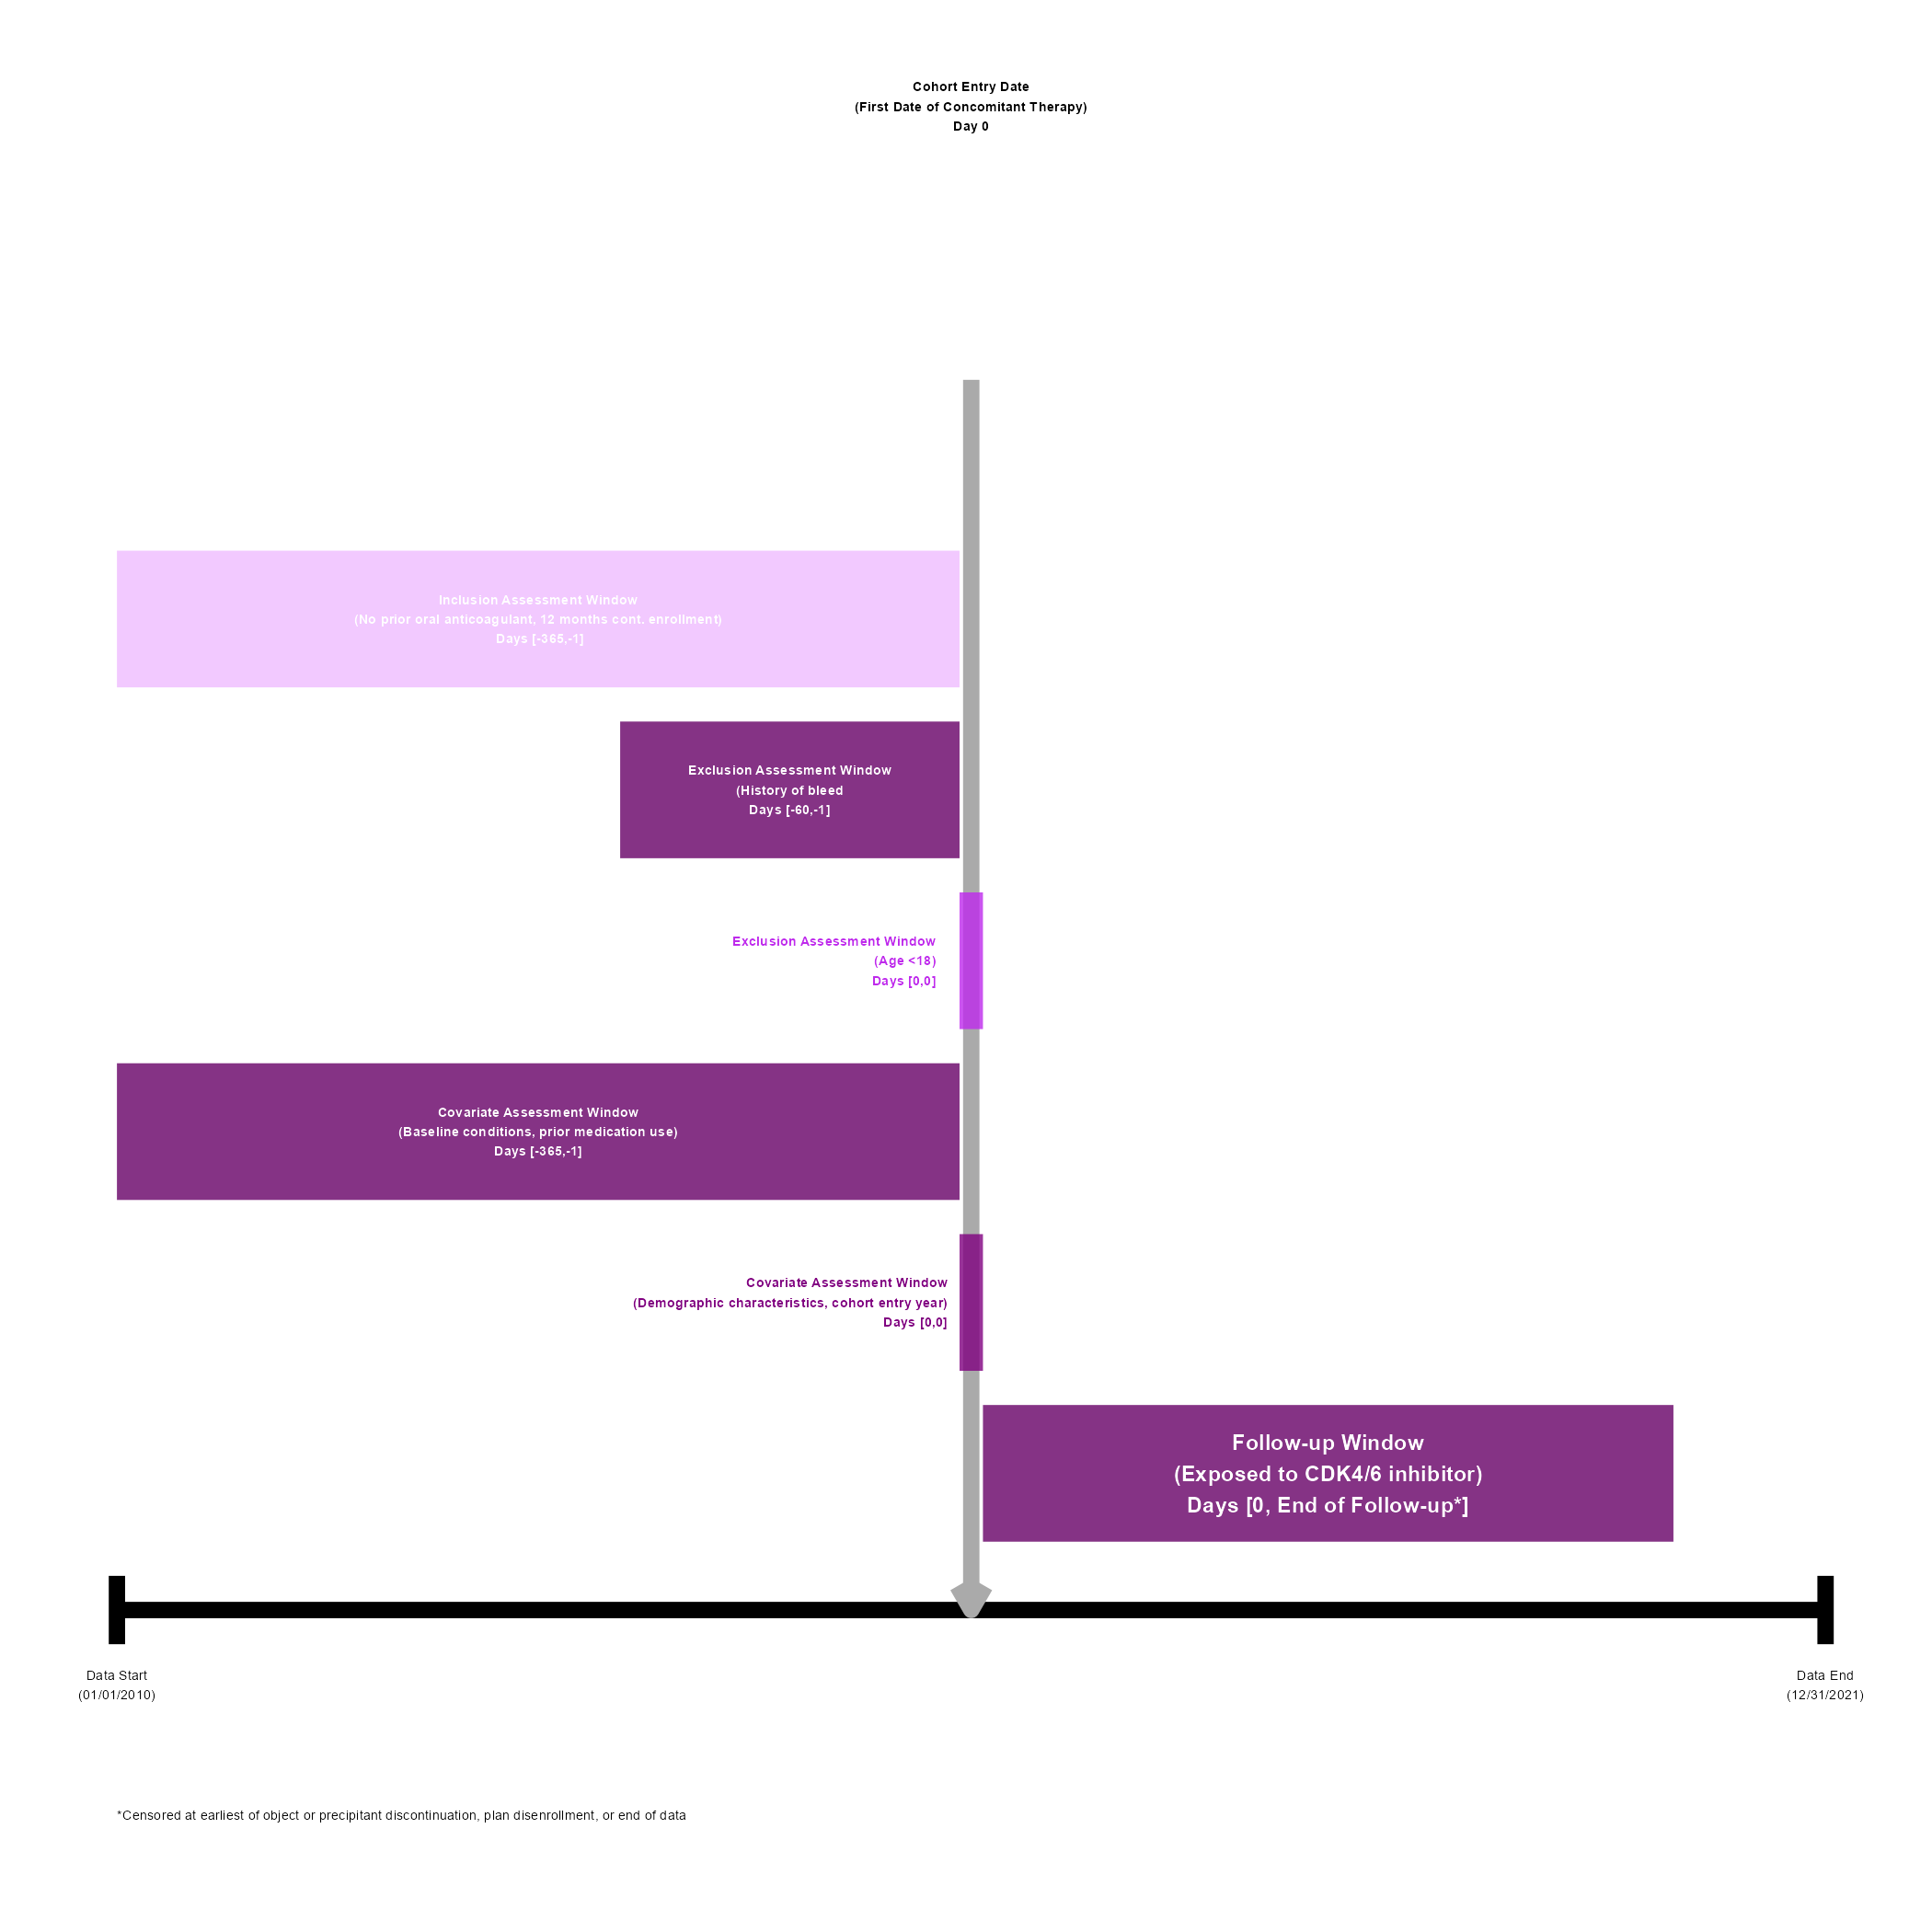 Cohort Entry Date
(First Date of Concomitant Therapy)
Day 0
Inclusion Assessment Window
(No prior oral anticoagulant, 12 months cont. enrollment)
Days [-365,-1]
Exclusion Assessment Window
(History of bleed
Days [-60,-1]
Exclusion Assessment Window
(Age <18)
Days [0,0]
Covariate Assessment Window
(Baseline conditions, prior medication use)
Days [-365,-1]
Covariate Assessment Window
(Demographic characteristics, cohort entry year)
Days [0,0]
Follow-up Window
(Exposed to CDK4/6 inhibitor)
Days [0, End of Follow-up*]
Data Start
(01/01/2010)
Data End
(12/31/2021)
*Censored at earliest of object or precipitant discontinuation, plan disenrollment, or end of data